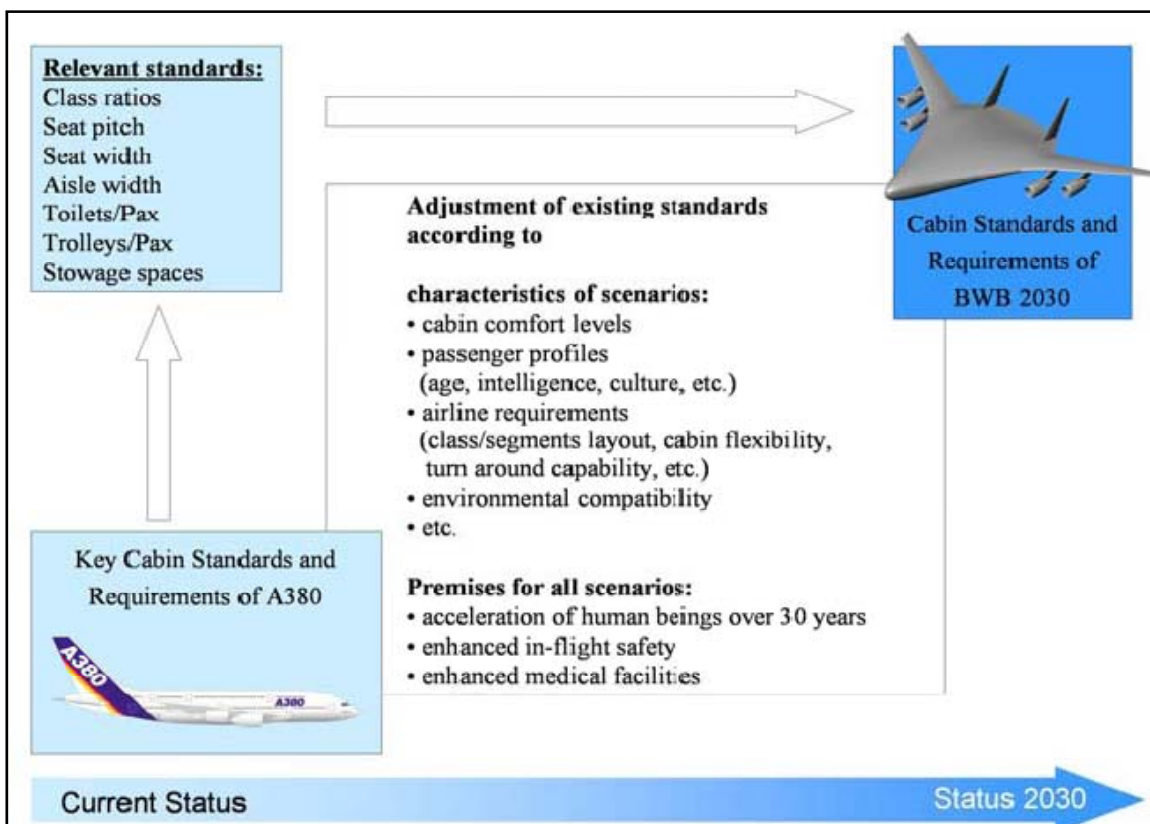 Relevant standards:
Class ratios
Seat pitch
Seat width
Aisle width
Toilets/Pax
Trolleys/Pax
Stowage spaces
Cabin Standards and
Requirements of
BWB 2030
Adjustment of existing standards
according to
characteristics of scenarios:
• cabin comfort levels
• passenger profiles
(age, intelligence, culture, etc.)
• airline requirements
(class/segments layout, cabin flexibility,
turn around capability, etc.)
• environmental compatibility
• etc.
Premises for all scenarios:
• acceleration of human beings over 30 years
• enhanced in-flight safety
• enhanced medical facilities
Key Cabin Standards and
Requirements of A380
A380
A380
Current Status
Status 2030